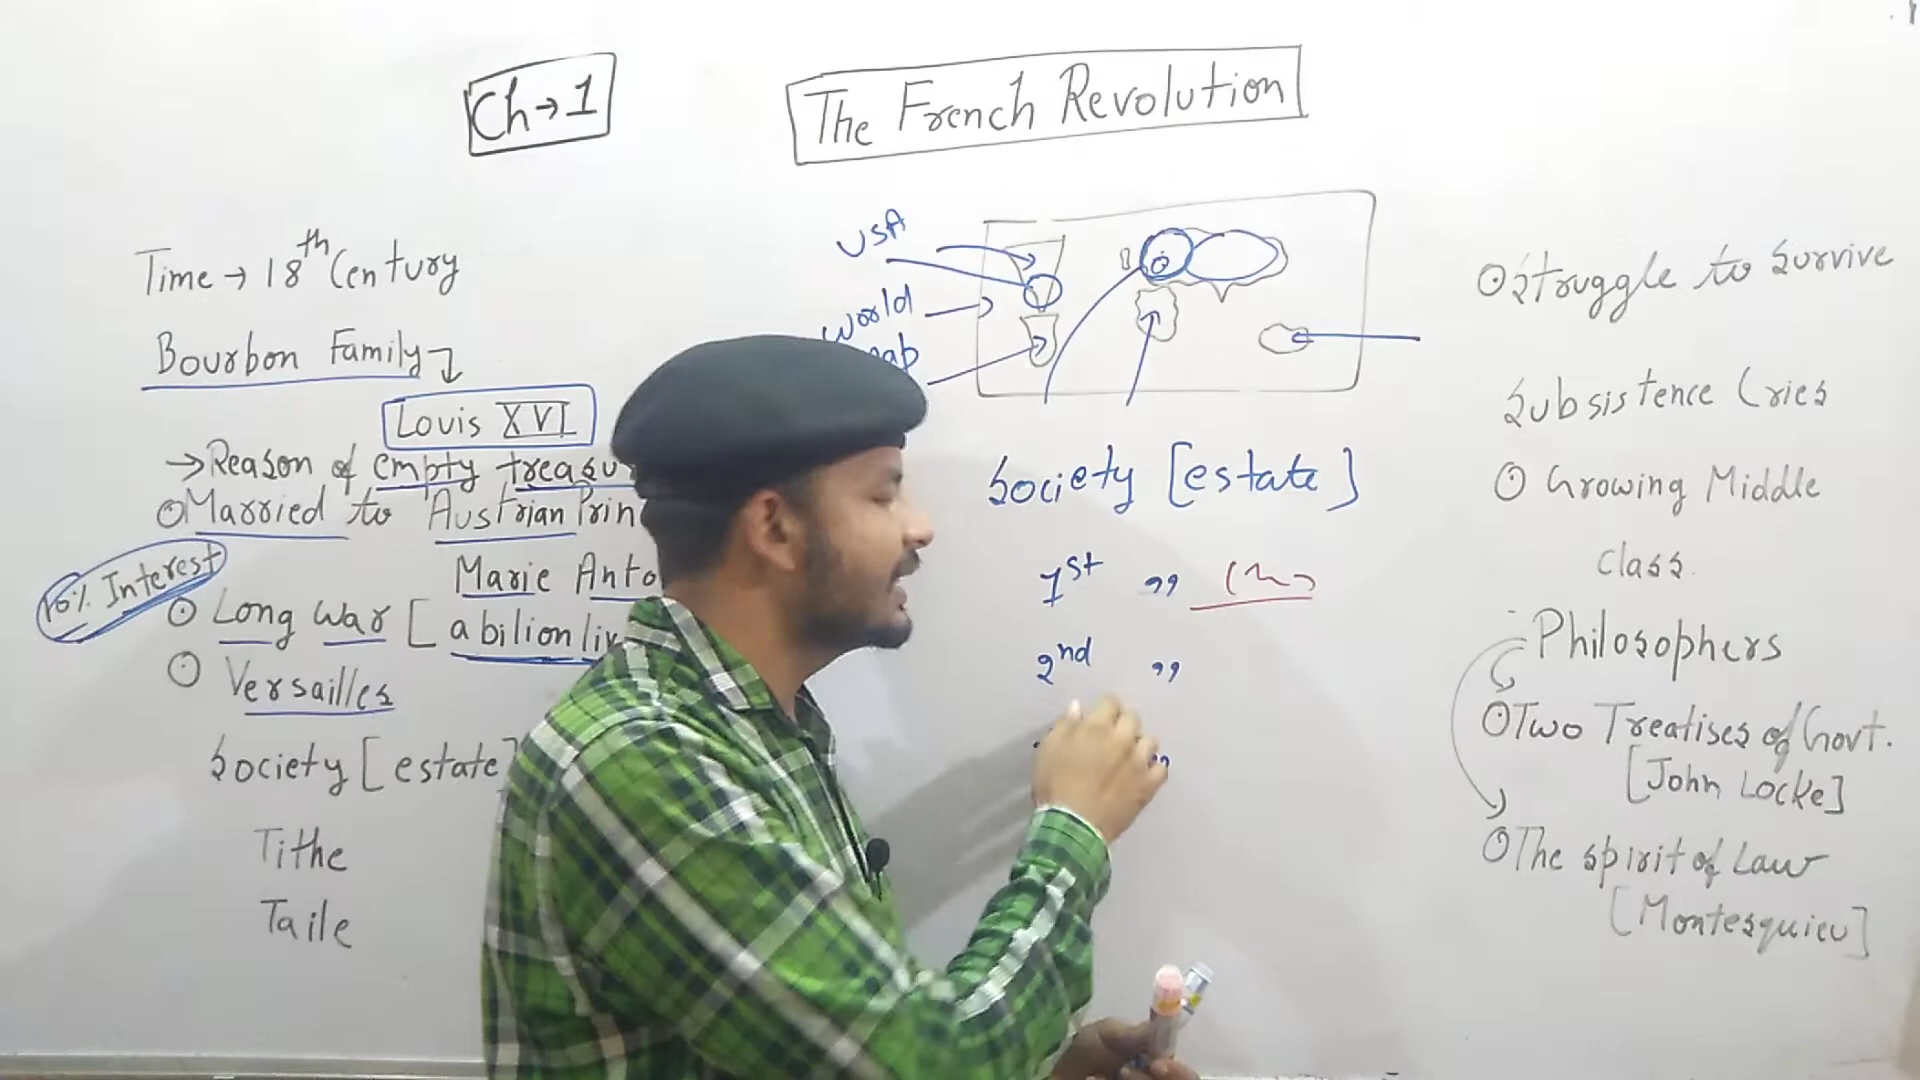 Ch → 1
The French Revolution
Time → 18th Century
Bourbon Family
Louis XVI
→ Reason of empty treasu
Married to Austrian Prin
Marie Anto
10% Interest
Long War [ a bilion liv
Versailles
Society [estate]
Tithe
Taile
USA
World
Society [estate]
1st ,,
2nd ,,
,,
Struggle to Survive
Subsistence Cries
Growing Middle
Class
Philosophers
Two Treatises of Govt.
[John Locke]
The spirit of Law
[Montesquieu]